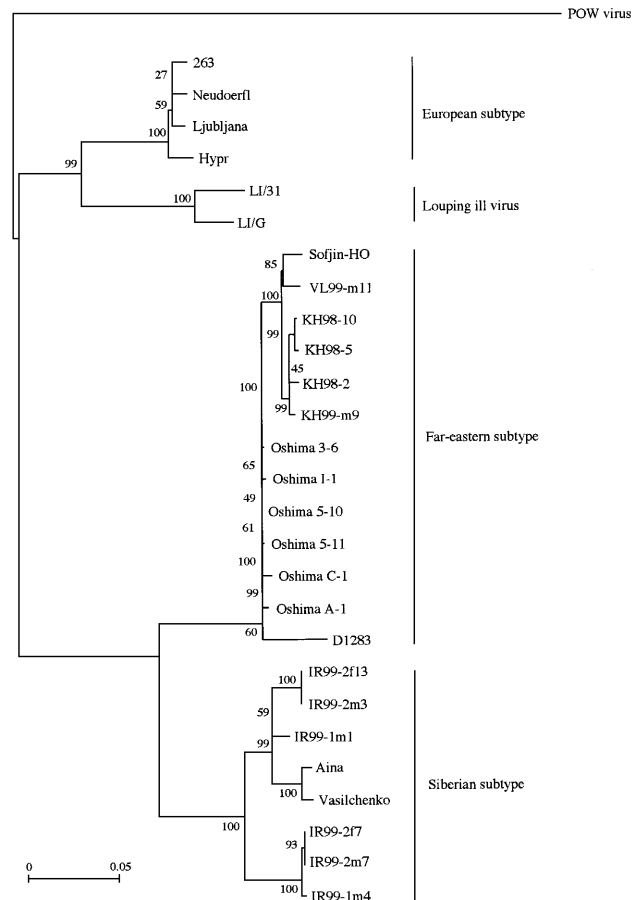 POW virus
263
27
Neudoerfl
59
Ljubljana
European subtype
100
Hypr
99
LI/31
100
Louping ill virus
LI/G
Sofjin-HO
85
VL99-m11
100
KH98-10
99
KH98-5
45
KH98-2
100
99
KH99-m9
Far-eastern subtype
Oshima 3-6
65
Oshima I-1
49
Oshima 5-10
61
Oshima 5-11
100
Oshima C-1
99
Oshima A-1
60
D1283
IR99-2f13
100
IR99-2m3
59
IR99-1m1
99
Aina
Siberian subtype
100
Vasilchenko
100
IR99-2f7
93
IR99-2m7
0 0.05
100
IR99-1m4